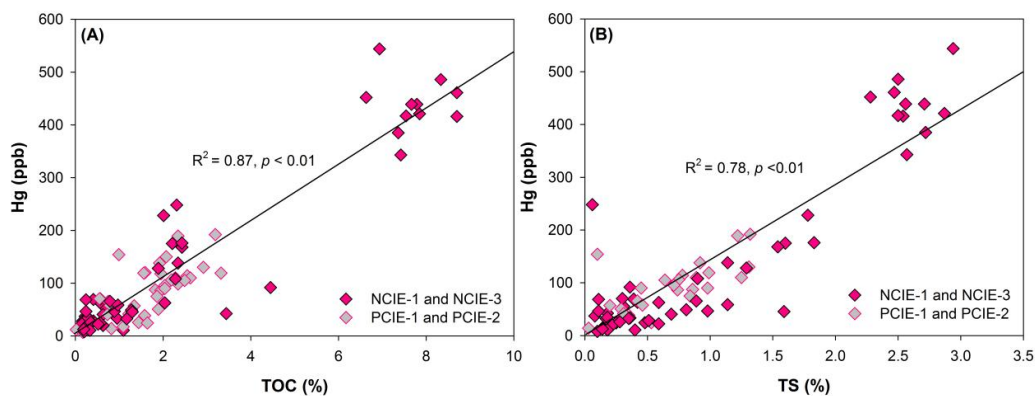 (A)
600
500
400
300
200
100
0
Hg (ppb)
R² = 0.87, p < 0.01
NCIE-1 and NCIE-3
PCIE-1 and PCIE-2
0 2 4 6 8 10
TOC (%)
(B)
600
500
400
300
200
100
0
Hg (ppb)
R² = 0.78, p <0.01
NCIE-1 and NCIE-3
PCIE-1 and PCIE-2
0.0 0.5 1.0 1.5 2.0 2.5 3.0 3.5
TS (%)